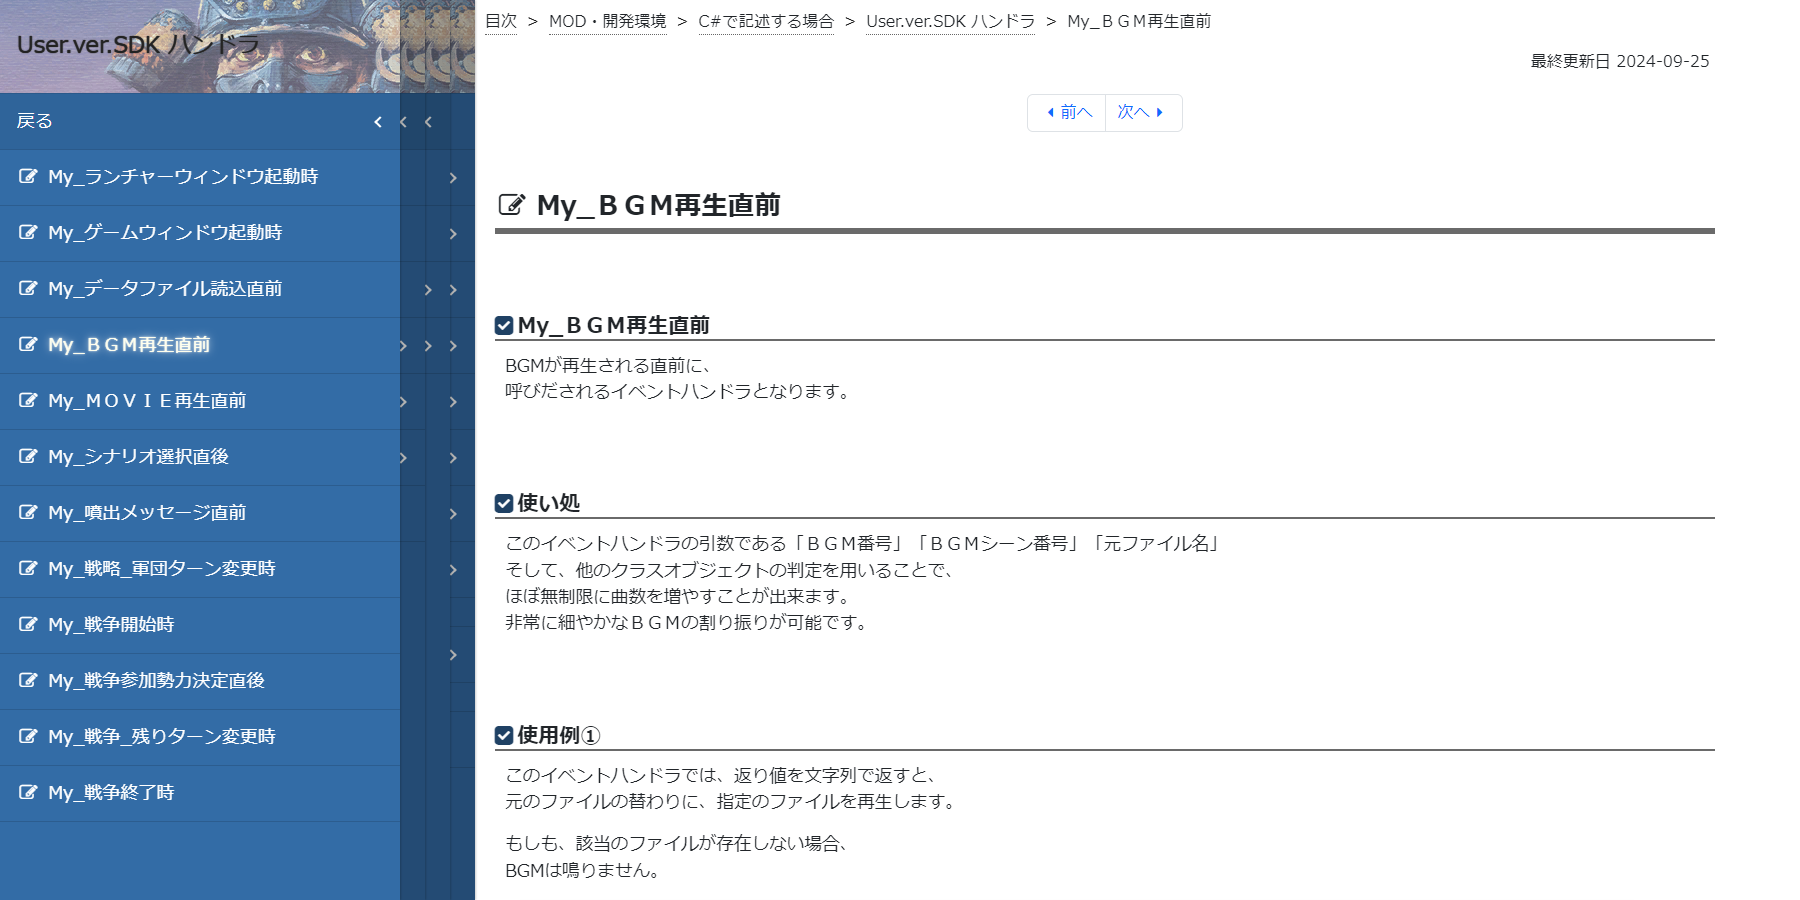 User.ver.SDK ハンドラ
戻る
My_ランチャーウィンドウ起動時
My_ゲームウィンドウ起動時
My_データファイル読込直前
My_ＢＧＭ再生直前
My_ＭＯＶＩＥ再生直前
My_シナリオ選択直後
My_噴出メッセージ直前
My_戦略_軍団ターン変更時
My_戦争開始時
My_戦争参加勢力決定直後
My_戦争_残りターン変更時
My_戦争終了時
目次 > MOD・開発環境 > C#で記述する場合 > User.ver.SDK ハンドラ > My_ＢＧＭ再生直前
最終更新日 2024-09-25
前へ 次へ
My_ＢＧＭ再生直前
My_ＢＧＭ再生直前
BGMが再生される直前に、
呼びだされるイベントハンドラとなります。
使い処
このイベントハンドラの引数である「ＢＧＭ番号」「ＢＧＭシーン番号」「元ファイル名」
そして、他のクラスオブジェクトの判定を用いることで、
ほぼ無制限に曲数を増やすことが出来ます。
非常に細やかなＢＧＭの割り振りが可能です。
使用例①
このイベントハンドラでは、返り値を文字列で返すと、
元のファイルの替わりに、指定のファイルを再生します。
もしも、該当のファイルが存在しない場合、
BGMは鳴りません。